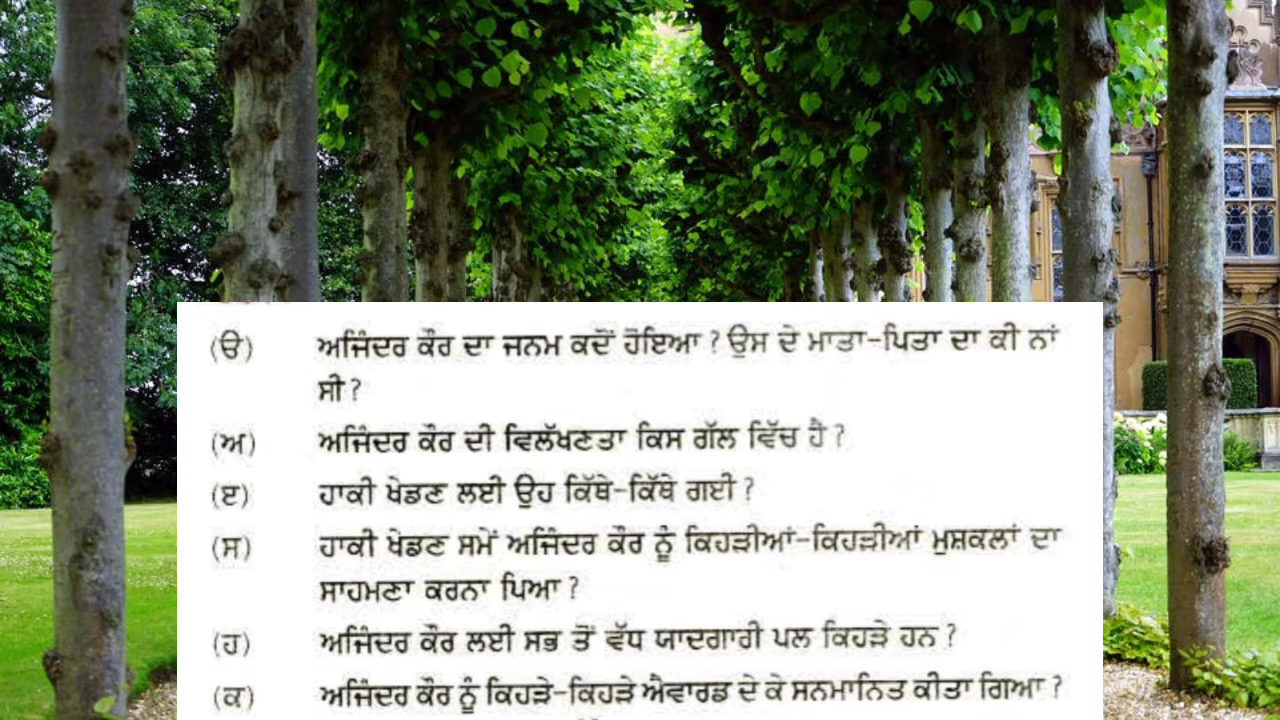 (ੳ) ਅਜਿੰਦਰ ਕੌਰ ਦਾ ਜਨਮ ਕਦੋਂ ਹੋਇਆ ? ਉਸ ਦੇ ਮਾਤਾ-ਪਿਤਾ ਦਾ ਕੀ ਨਾਂ
ਸੀ ?
(ਅ) ਅਜਿੰਦਰ ਕੌਰ ਦੀ ਵਿਲੱਖਣਤਾ ਕਿਸ ਗੱਲ ਵਿੱਚ ਹੈ ?
(ੲ) ਹਾਕੀ ਖੇਡਣ ਲਈ ਉਹ ਕਿੱਥੇ-ਕਿੱਥੇ ਗਈ ?
(ਸ) ਹਾਕੀ ਖੇਡਣ ਸਮੇਂ ਅਜਿੰਦਰ ਕੌਰ ਨੂੰ ਕਿਹੜੀਆਂ-ਕਿਹੜੀਆਂ ਮੁਸ਼ਕਲਾਂ ਦਾ
ਸਾਹਮਣਾ ਕਰਨਾ ਪਿਆ ?
(ਹ) ਅਜਿੰਦਰ ਕੌਰ ਲਈ ਸਭ ਤੋਂ ਵੱਧ ਯਾਦਗਾਰੀ ਪਲ ਕਿਹੜੇ ਹਨ ?
(ਕ) ਅਜਿੰਦਰ ਕੌਰ ਨੂੰ ਕਿਹੜੇ-ਕਿਹੜੇ ਐਵਾਰਡ ਦੇ ਕੇ ਸਨਮਾਨਿਤ ਕੀਤਾ ਗਿਆ ?